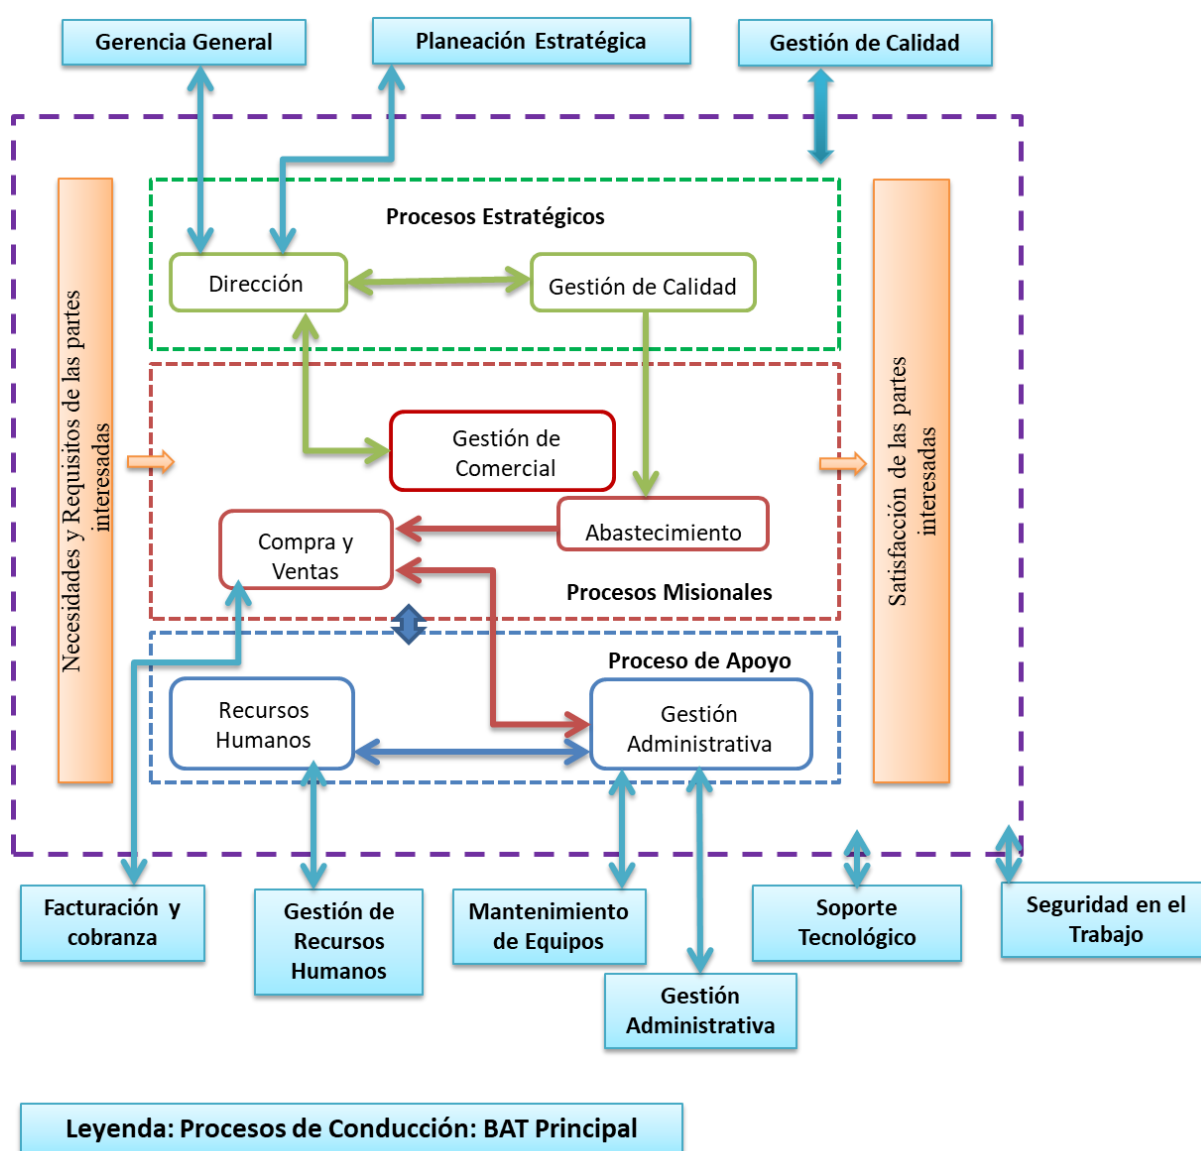 Gerencia General
Planeación Estratégica
Gestión de Calidad
Necesidades y Requisitos de las partes
interesadas
Procesos Estratégicos
Dirección
Gestión de Calidad
Gestión de
Comercial
Abastecimiento
Compra y
Ventas
Procesos Misionales
Proceso de Apoyo
Recursos
Humanos
Gestión
Administrativa
Satisfacción de las partes
interesadas
Facturación y
cobranza
Gestión de
Recursos
Humanos
Mantenimiento
de Equipos
Gestión
Administrativa
Soporte
Tecnológico
Seguridad en el
Trabajo
Leyenda: Procesos de Conducción: BAT Principal